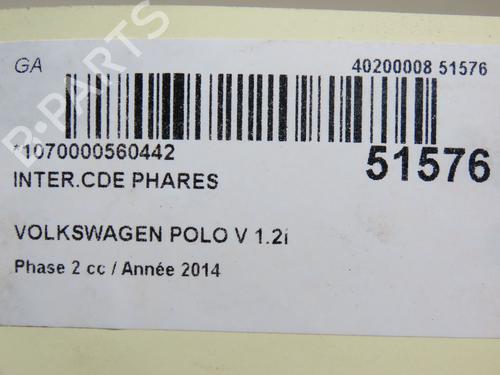 GA
40200008 51576
*1070000560442
51576
INTER.CDE PHARES
VOLKSWAGEN POLO V 1.2i
Phase 2 cc / Année 2014
B-PARTS